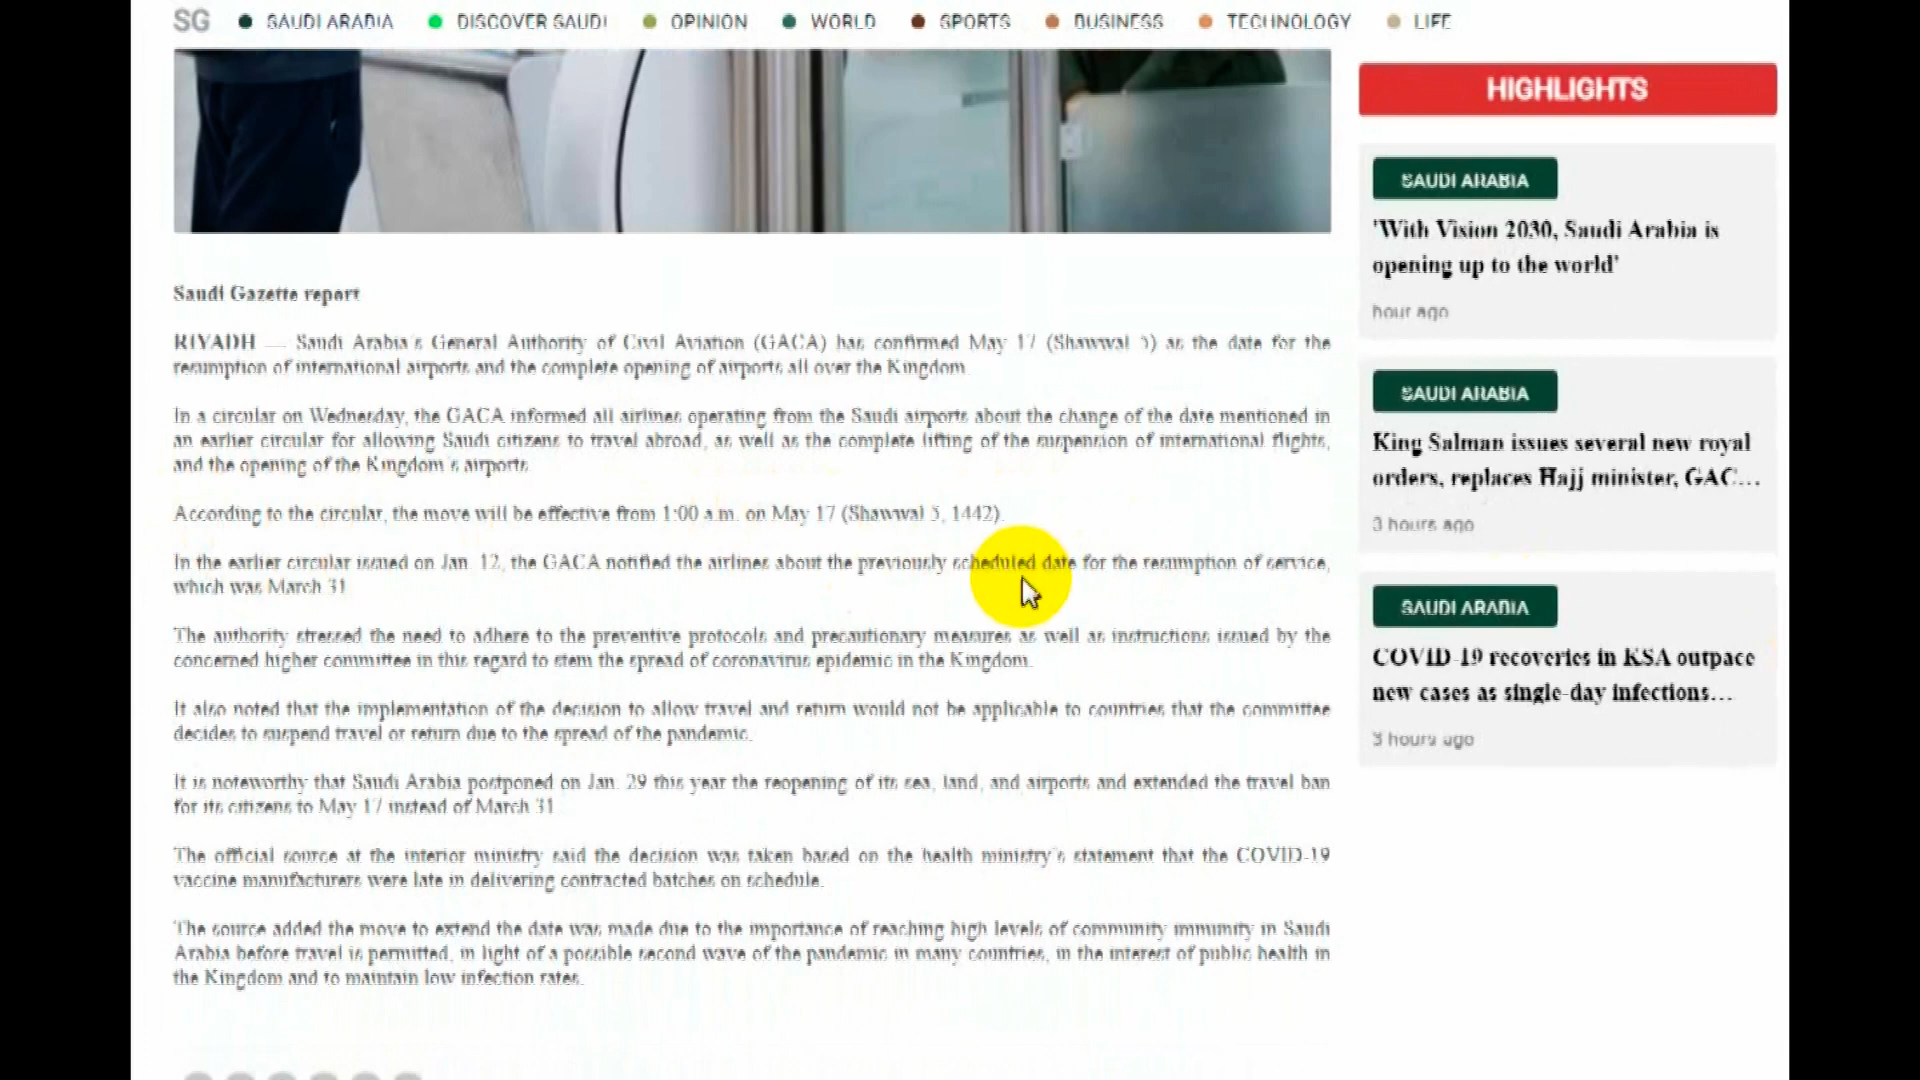 SG SAUDI ARABIA DISCOVER SAUDI OPINION WORLD SPORTS BUSINESS TECHNOLOGY LIFE
Saudi Gazette report
RIYADH — Saudi Arabia's General Authority of Civil Aviation (GACA) has confirmed May 17 (Shawwal 5) as the date for the
resumption of international airports and the complete opening of airports all over the Kingdom.
In a circular on Wednesday, the GACA informed all airlines operating from the Saudi airports about the change of the date mentioned in
an earlier circular for allowing Saudi citizens to travel abroad, as well as the complete lifting of the suspension of international flights,
and the opening of the Kingdom's airports.
According to the circular, the move will be effective from 1:00 a.m. on May 17 (Shawwal 5, 1442).
In the earlier circular issued on Jan. 12, the GACA notified the airlines about the previously scheduled date for the resumption of service,
which was March 31.
The authority stressed the need to adhere to the preventive protocols and precautionary measures as well as instructions issued by the
concerned higher committee in this regard to stem the spread of coronavirus epidemic in the Kingdom.
It also noted that the implementation of the decision to allow travel and return would not be applicable to countries that the committee
decides to suspend travel or return due to the spread of the pandemic.
It is noteworthy that Saudi Arabia postponed on Jan. 29 this year the reopening of its sea, land, and airports and extended the travel ban
for its citizens to May 17 instead of March 31.
The official source at the interior ministry said the decision was taken based on the health ministry's statement that the COVID-19
vaccine manufacturers were late in delivering contracted batches on schedule.
The source added the move to extend the date was made due to the importance of reaching high levels of community immunity in Saudi
Arabia before travel is permitted, in light of a possible second wave of the pandemic in many countries, in the interest of public health in
the Kingdom and to maintain low infection rates.
HIGHLIGHTS
SAUDI ARABIA
'With Vision 2030, Saudi Arabia is
opening up to the world'
hour ago
SAUDI ARABIA
King Salman issues several new royal
orders, replaces Hajj minister, GAC...
3 hours ago
SAUDI ARABIA
COVID-19 recoveries in KSA outpace
new cases as single-day infections...
3 hours ago